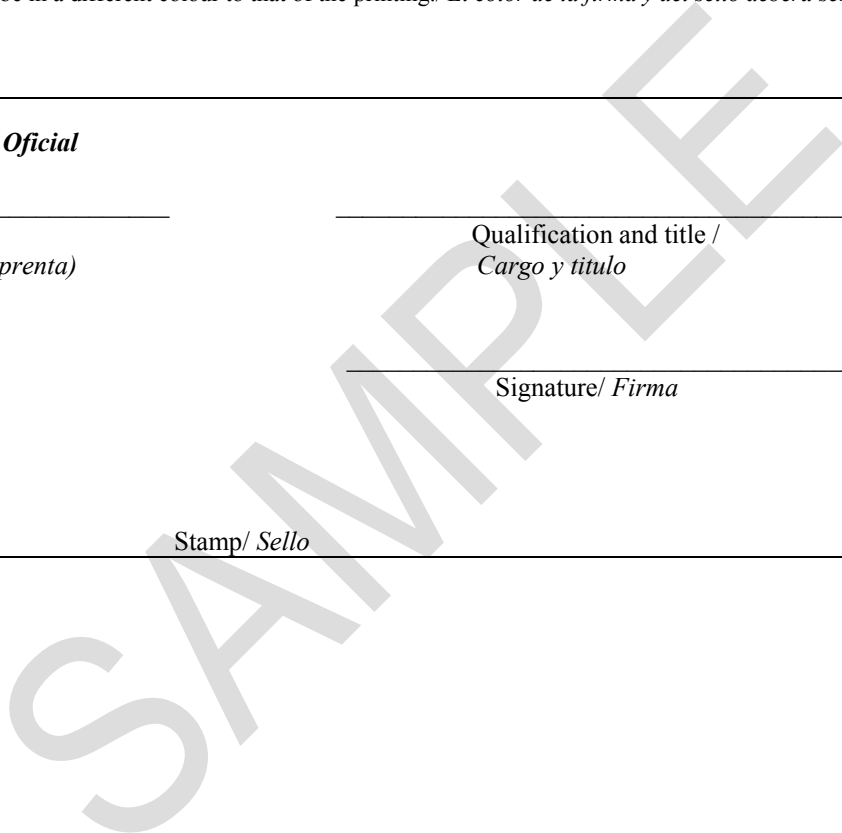 be in a different colour to that of the printing./ El color de la firma y del sello deberá ser
Oficial
Qualification and title /
prenta)
Cargo y titulo
Signature/ Firma
Stamp/ Sello
SAMPLE